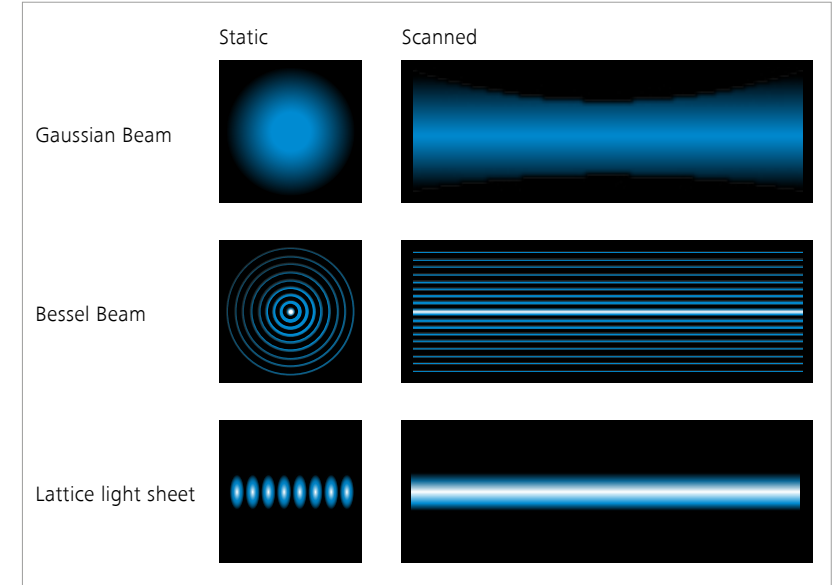 Static Scanned
Gaussian Beam
Bessel Beam
Lattice light sheet